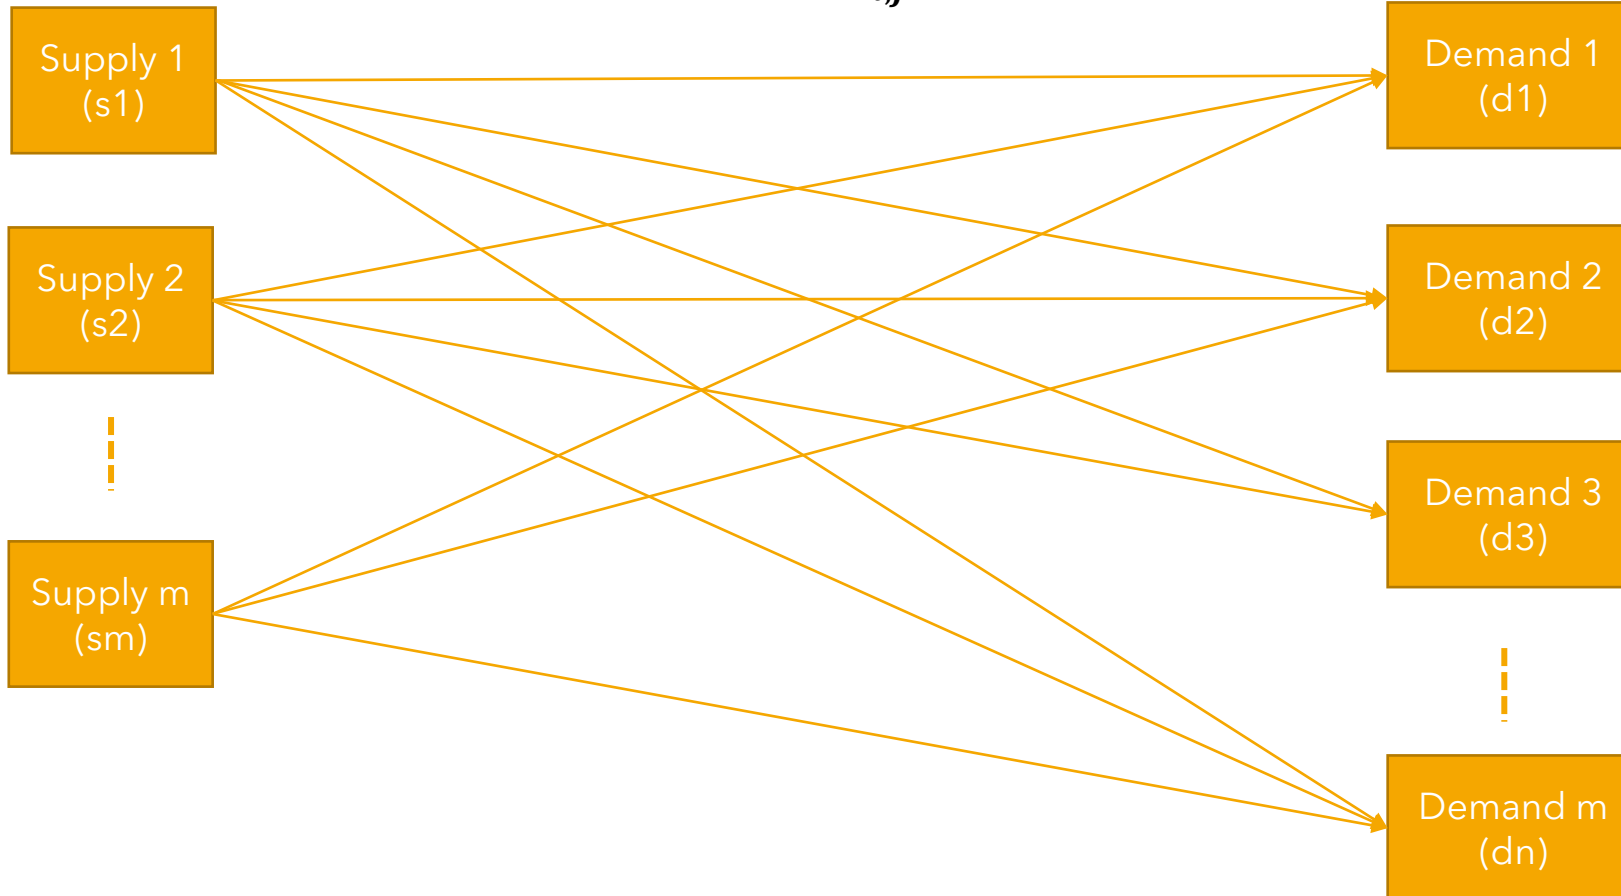 Supply 1
(s1)
Demand 1
(d1)
Supply 2
(s2)
Demand 2
(d2)
Demand 3
(d3)
Supply m
(sm)
Demand m
(dn)